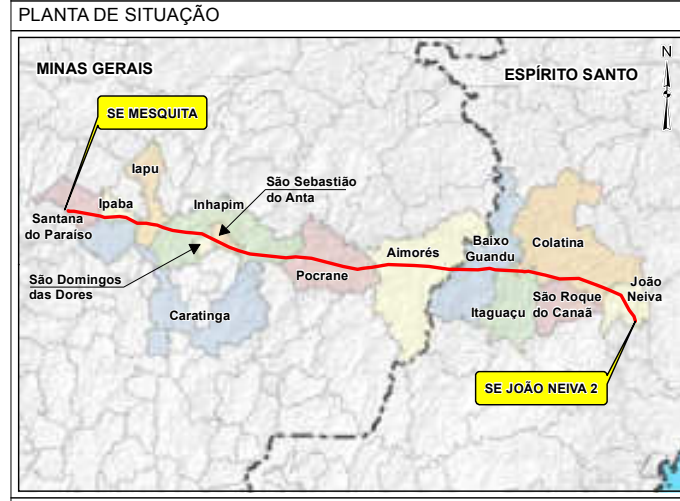 PLANTA DE SITUAÇÃO
MINAS GERAIS
ESPÍRITO SANTO
N
SE MESQUITA
Iapu
São Sebastião
do Anta
Ipaba
Inhapim
Santana
do Paraíso
Aimorés
Baixo
Guandu
Colatina
São Domingos
das Dores
Pocrane
João
Neiva
Caratinga
Itaguaçu
São Roque
do Canaã
SE JOÃO NEIVA 2